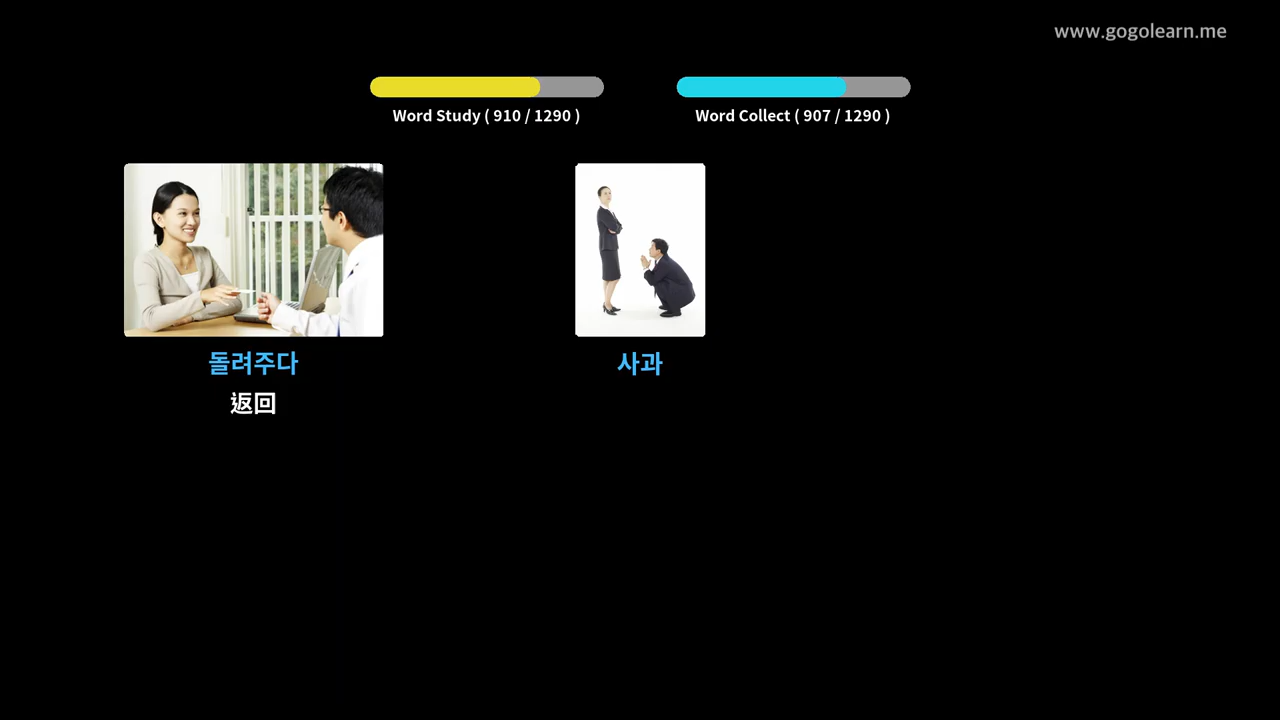 www.gogolearn.me
Word Study ( 910 / 1290 )
Word Collect ( 907 / 1290 )
돌려주다
返回
사과